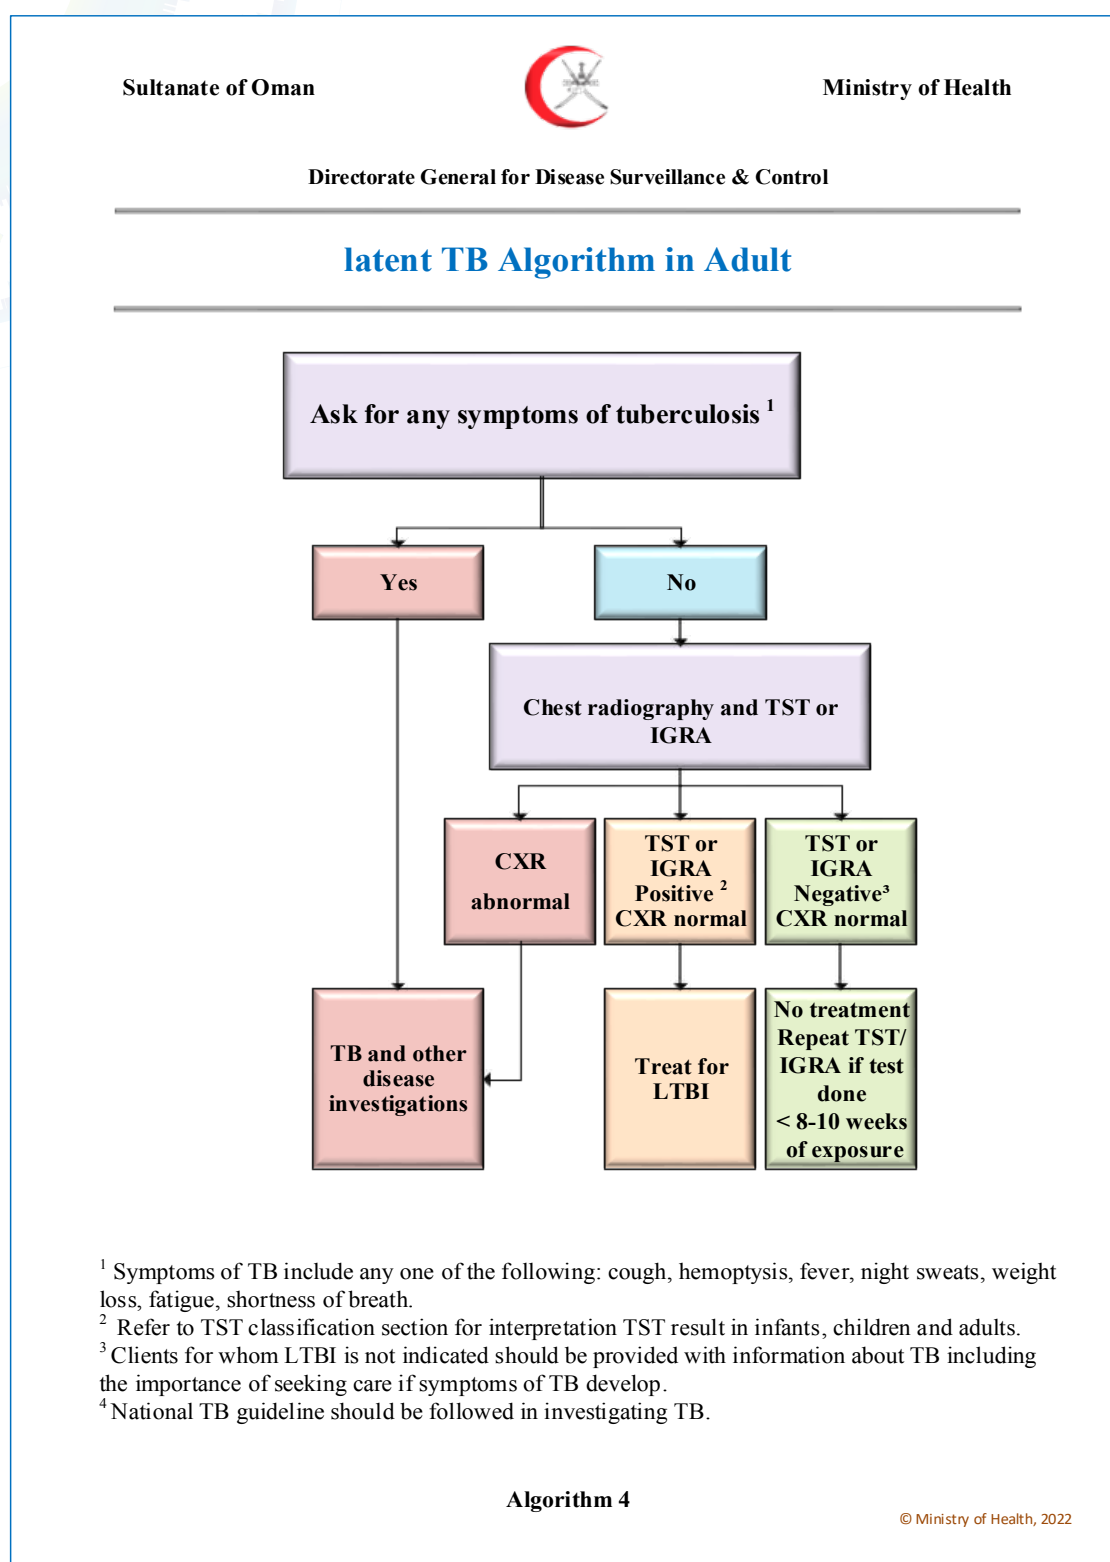 Sultanate of Oman
Ministry of Health
Directorate General for Disease Surveillance & Control
latent TB Algorithm in Adult
Ask for any symptoms of tuberculosis ¹
Yes
No
Chest radiography and TST or
IGRA
CXR
abnormal
TST or
IGRA
Positive ²
CXR normal
TST or
IGRA
Negative³
CXR normal
TB and other
disease
investigations
Treat for
LTBI
No treatment
Repeat TST/
IGRA if test
done
< 8-10 weeks
of exposure
¹ Symptoms of TB include any one of the following: cough, hemoptysis, fever, night sweats, weight
loss, fatigue, shortness of breath.
² Refer to TST classification section for interpretation TST result in infants, children and adults.
³ Clients for whom LTBI is not indicated should be provided with information about TB including
the importance of seeking care if symptoms of TB develop.
⁴ National TB guideline should be followed in investigating TB.
Algorithm 4
© Ministry of Health, 2022